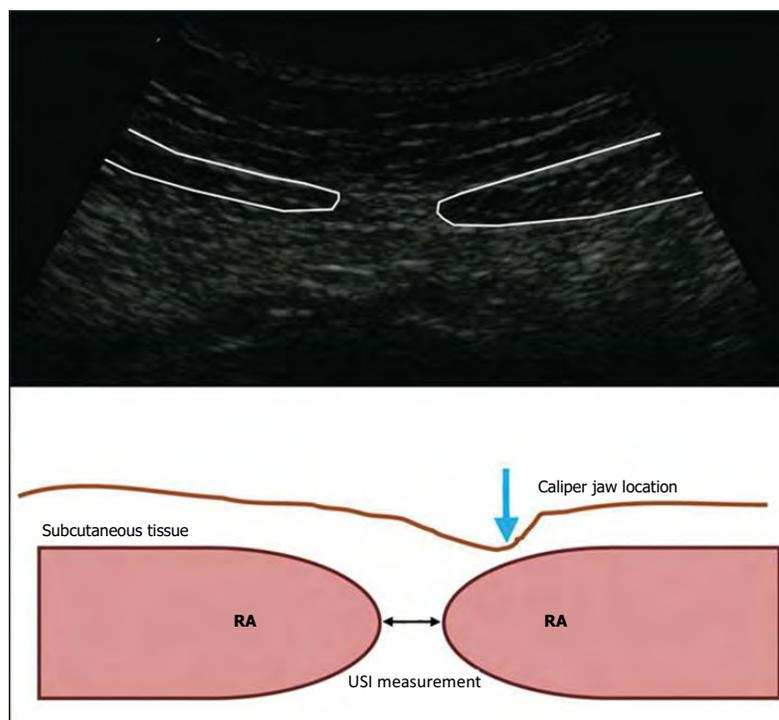 Caliper jaw location
Subcutaneous tissue
RA
RA
USI measurement